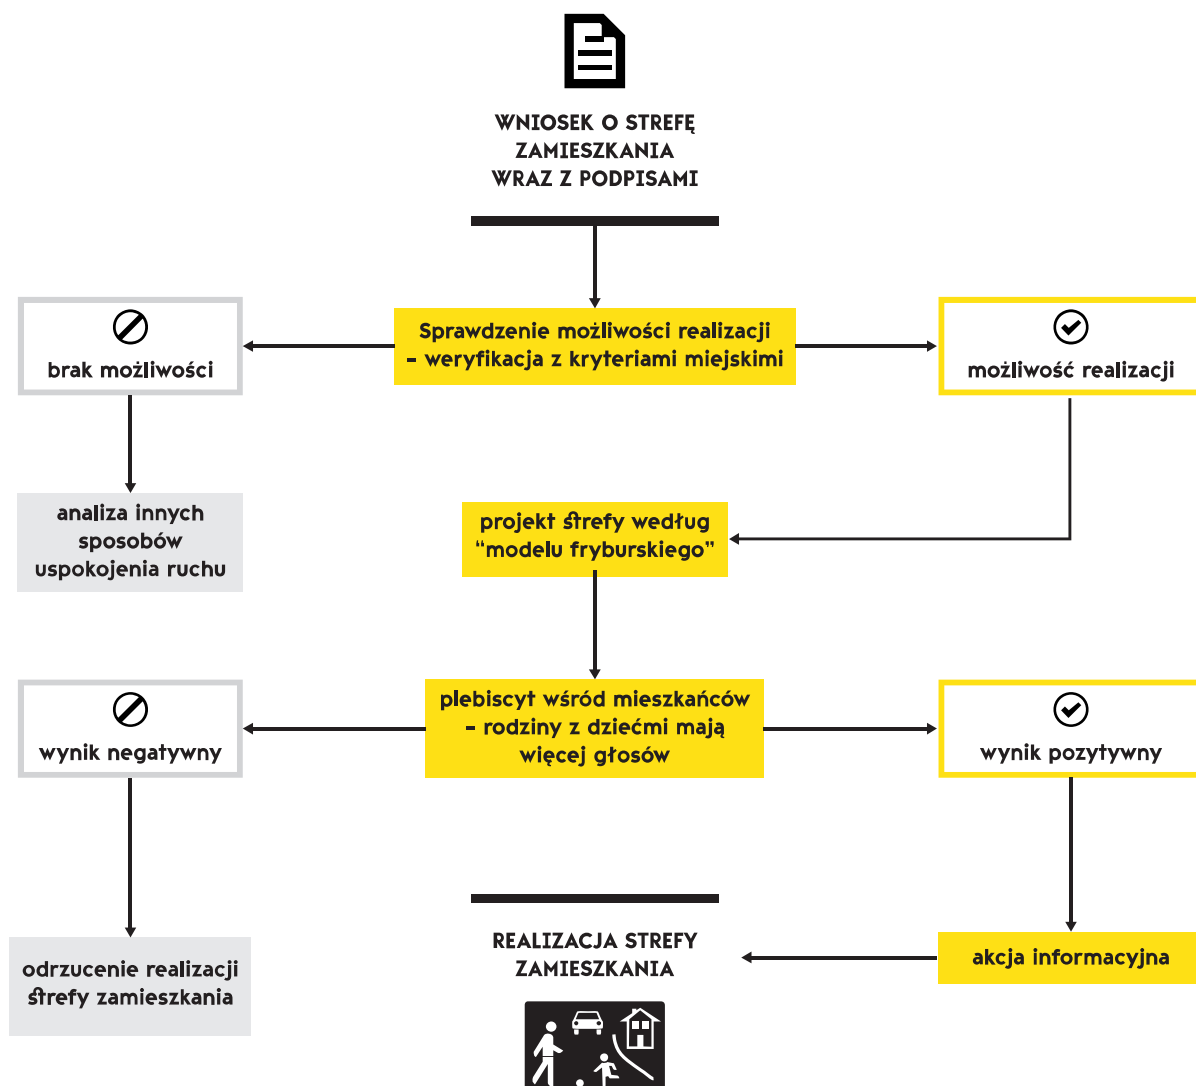 WNIOSEK O STREFĘ
ZAMIESZKANIA
WRAZ Z PODPISAMI
brak możliwości
Sprawdzenie możliwości realizacji
– weryfikacja z kryteriami miejskimi
możliwość realizacji
analiza innych
sposobów
uspokojenia ruchu
projekt strefy według
“modelu fryburskiego”
wynik negatywny
plebiscyt wśród mieszkańców
– rodziny z dziećmi mają
więcej głosów
wynik pozytywny
odrzucenie realizacji
strefy zamieszkania
REALIZACJA STREFY
ZAMIESZKANIA
akcja informacyjna